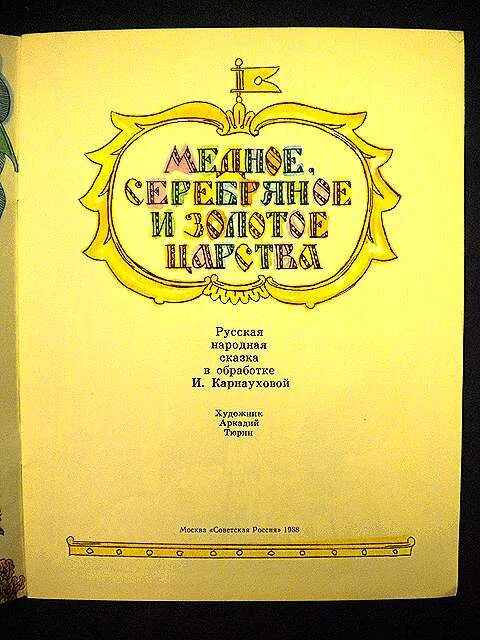 МЕДНОЕ,
СЕРЕБРЯНОЕ
И ЗОЛОТОЕ
ЦАРСТВА
Русская
народная
сказка
в обработке
И. Карнауховой
Художник
Аркадий
Тюрин
Москва «Советская Россия» 1988